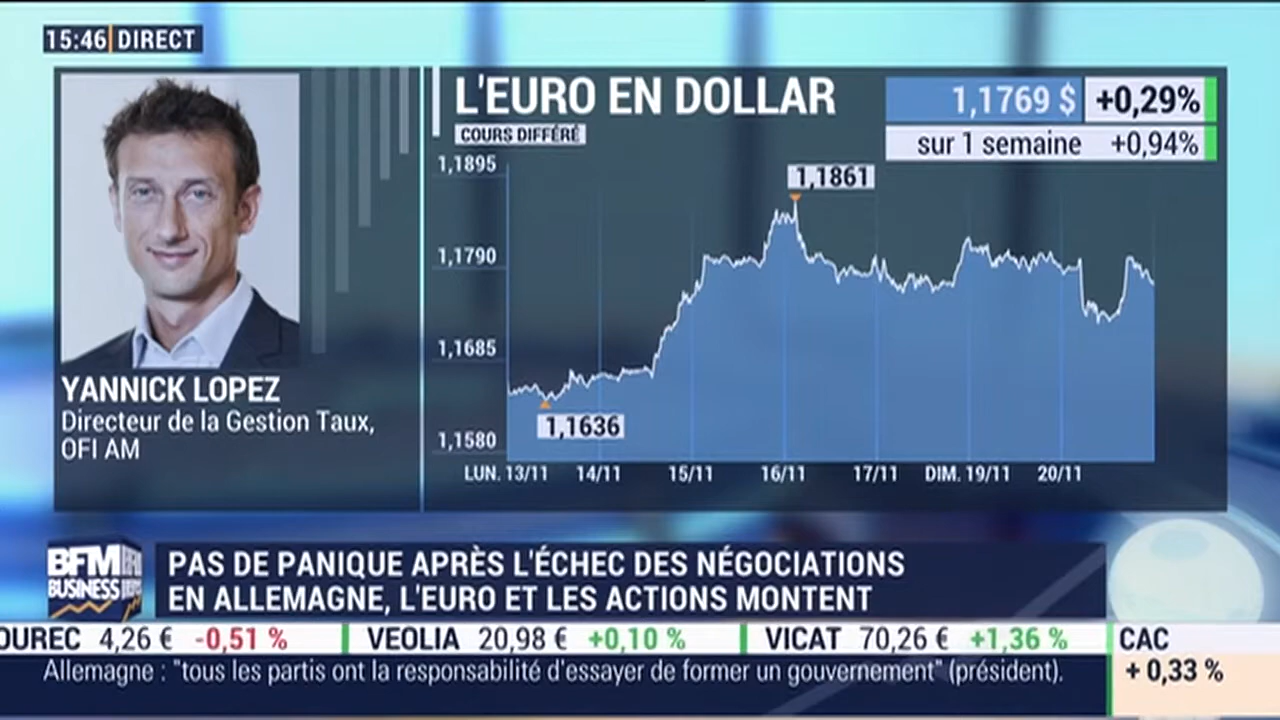 15:46 DIRECT
L'EURO EN DOLLAR
COURS DIFFÉRÉ
1,1769 $ +0,29%
sur 1 semaine +0,94%
1,1895
1,1790
1,1685
1,1580
1,1861
1,1636
LUN. 13/11 14/11 15/11 16/11 17/11 DIM. 19/11 20/11
YANNICK LOPEZ
Directeur de la Gestion Taux,
OFI AM
BFM
BUSINESS
PAS DE PANIQUE APRÈS L'ÉCHEC DES NÉGOCIATIONS
EN ALLEMAGNE, L'EURO ET LES ACTIONS MONTENT
OUREC 4,26 € -0,51 % VEOLIA 20,98 € +0,10 % VICAT 70,26 € +1,36 %
CAC
+ 0,33 %
Allemagne : "tous les partis ont la responsabilité d'essayer de former un gouvernement" (président).